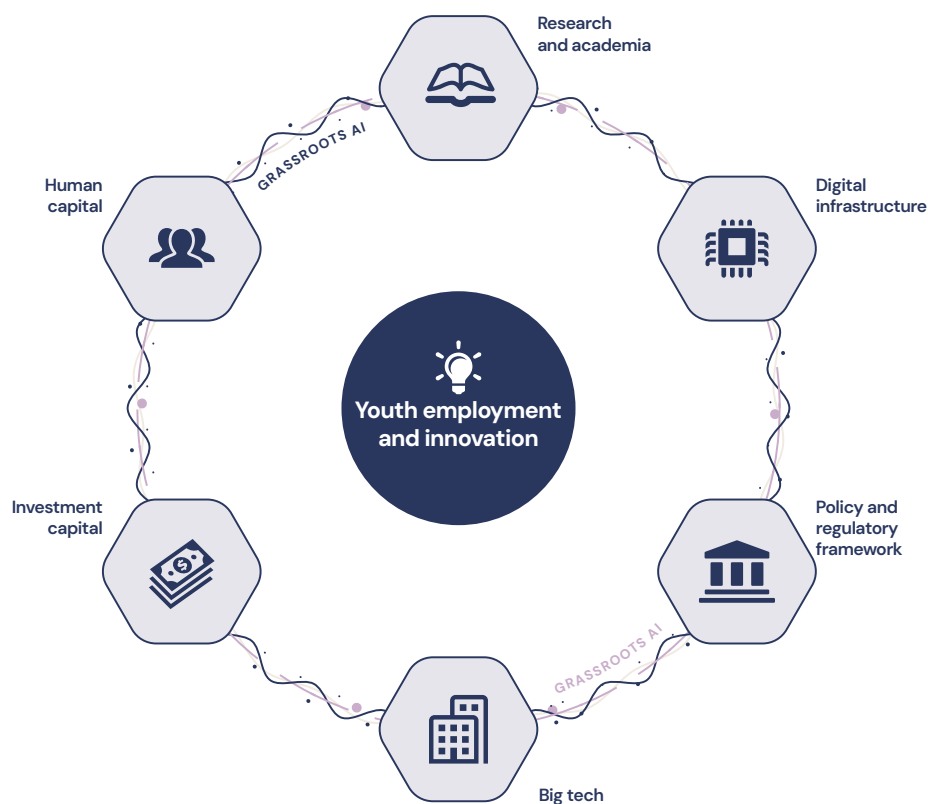 Research
and academia
GRASSROOTS AI
Human
capital
Digital
infrastructure
Youth employment
and innovation
Investment
capital
Policy and
regulatory
framework
GRASSROOTS AI
Big tech